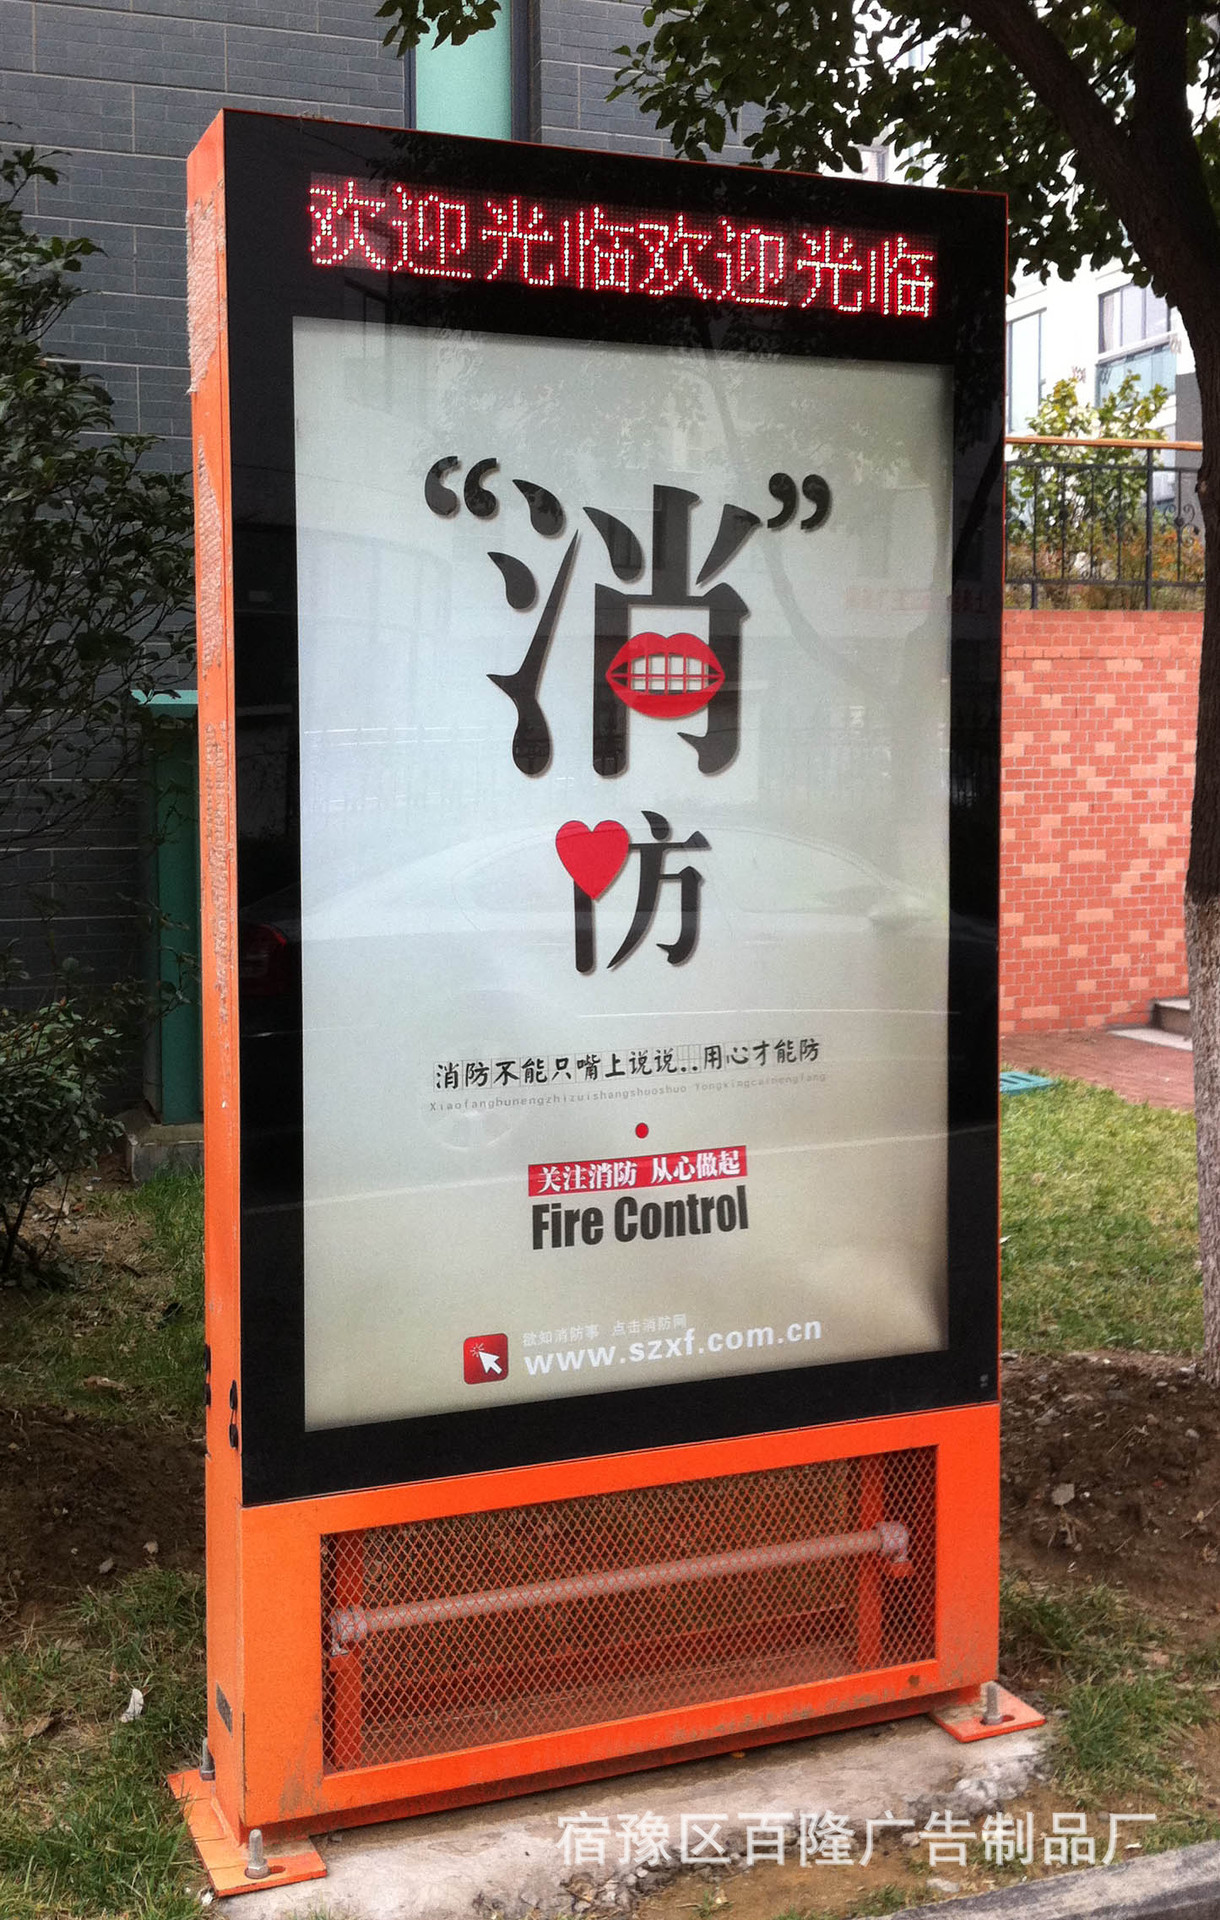 欢迎光临欢迎光临
“消”
防
消防不能只嘴上说说..用心才能防
Xiaofangbunengzhizuishangshuoshuo Yongxingcainengfang
关注消防 从心做起
Fire Control
欲知消防事 点击消防网
www.szxf.com.cn
宿豫区百隆广告制品厂